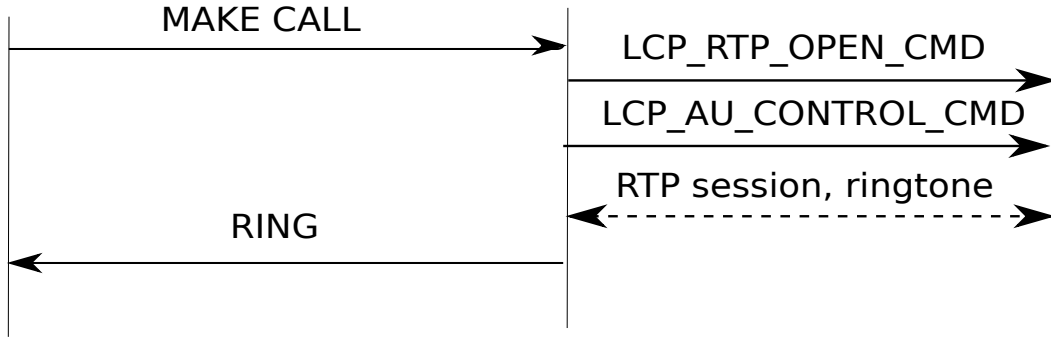 MAKE CALL
LCP_RTP_OPEN_CMD
LCP_AU_CONTROL_CMD
RTP session, ringtone
RING